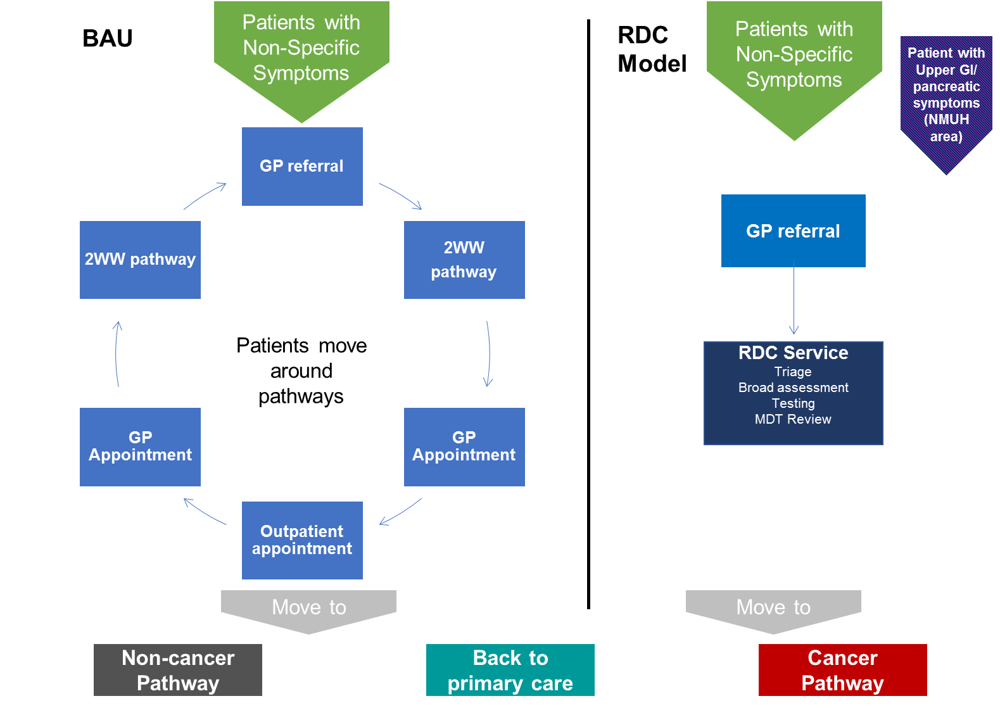 BAU
Patients with
Non-Specific
Symptoms
GP referral
2WW
pathway
GP
Appointment
Outpatient
appointment
GP
Appointment
2WW pathway
Patients move
around
pathways
RDC
Model
Patients with
Non-Specific
Symptoms
Patient with
Upper GI/
pancreatic
symptoms
(NMUH
area)
GP referral
RDC Service
Triage
Broad assessment
Testing
MDT Review
Move to
Move to
Non-cancer
Pathway
Back to
primary care
Cancer
Pathway